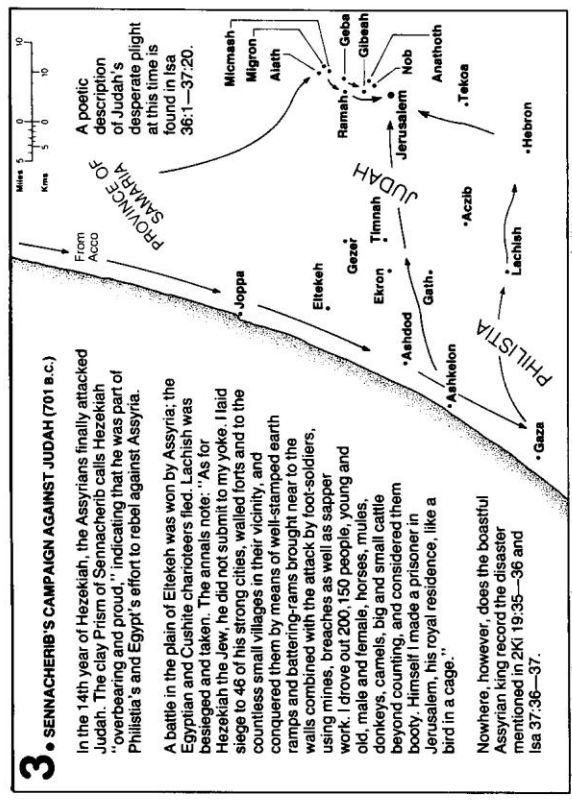 3. SENNACHERIB'S CAMPAIGN AGAINST JUDAH (701 B.C.)
In the 14th year of Hezekiah, the Assyrians finally attacked
Judah. The clay Prism of Sennacherib calls Hezekiah
"overbearing and proud," indicating that he was part of
Philistia's and Egypt's effort to rebel against Assyria.
A battle in the plain of Eltekeh was won by Assyria; the
Egyptian and Cushite charioteers fled. Lachish was
besieged and taken. The annals note: "As for
Hezekiah the Jew, he did not submit to my yoke. I laid
siege to 46 of his strong cities, walled forts and to the
countless small villages in their vicinity, and
conquered them by means of well-stamped earth
ramps and battering-rams brought near to the
walls combined with the attack by foot-soldiers,
using mines, breaches as well as sapper
work. I drove out 200,150 people, young and
old, male and female, horses, mules,
donkeys, camels, big and small cattle
beyond counting, and considered them
booty. Himself I made a prisoner in
Jerusalem, his royal residence, like a
bird in a cage."
Nowhere, however, does the boastful
Assyrian king record the disaster
mentioned in 2Ki 19:35—36 and
Isa 37:36—37.
Miles 5 0 5 10
Kms 5 0 5 10
A poetic
description
of Judah's
desperate plight
at this time is
found in Isa
36:1—37:20.
From
Acco
PROVINCE OF
SAMARIA
Micmash
Migron
Aiath
Geba
Gibeah
Ramah
Nob
Anathoth
Jerusalem
Joppa
Eltekeh
Gezer
Timnah
Ekron
JUDAH
Tekoa
Ashdod
Gath
Aczib
Hebron
Ashkelon
Lachish
PHILISTIA
Gaza